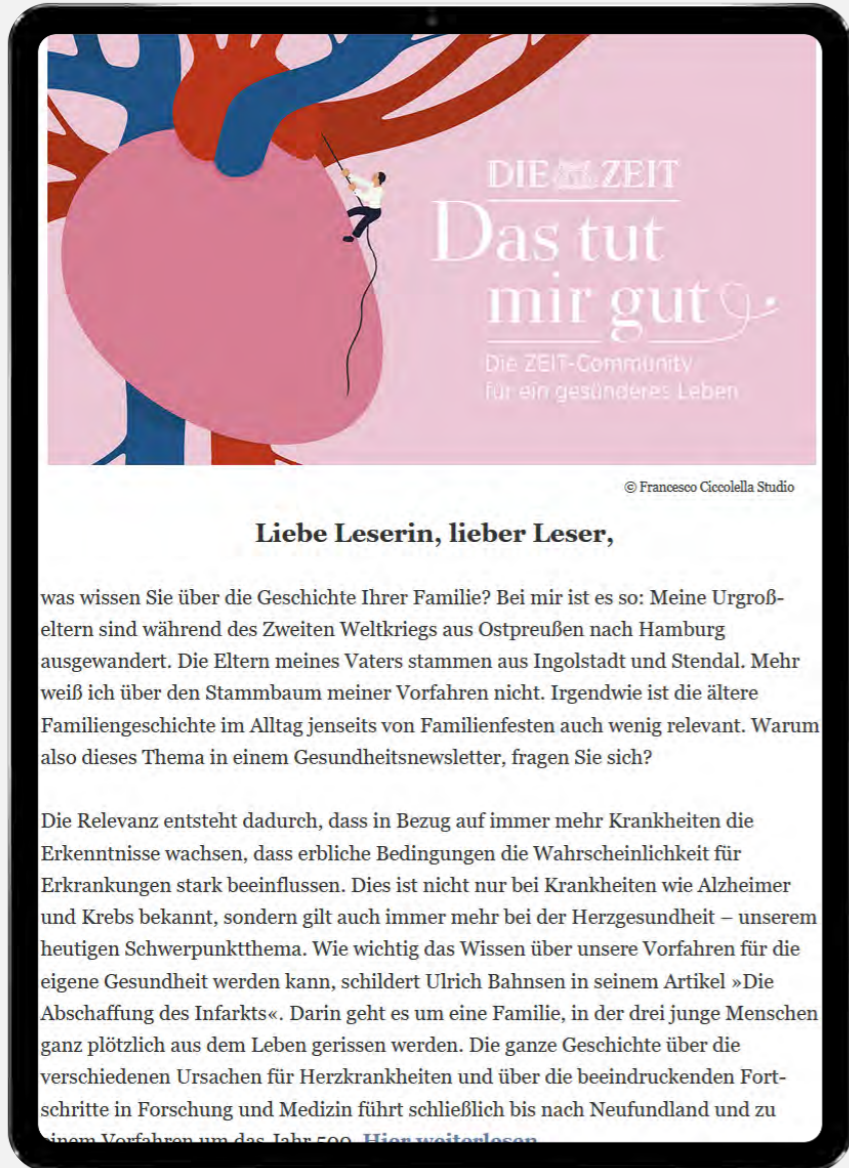 DIE ZEIT
Das tut
mir gut
Die ZEIT-Community
für ein gesünderes Leben
© Francesco Ciccolella Studio
Liebe Leserin, lieber Leser,
was wissen Sie über die Geschichte Ihrer Familie? Bei mir ist es so: Meine Urgroß-
eltern sind während des Zweiten Weltkriegs aus Ostpreußen nach Hamburg
ausgewandert. Die Eltern meines Vaters stammen aus Ingolstadt und Stendal. Mehr
weiß ich über den Stammbaum meiner Vorfahren nicht. Irgendwie ist die ältere
Familiengeschichte im Alltag jenseits von Familienfesten auch wenig relevant. Warum
also dieses Thema in einem Gesundheitsnewsletter, fragen Sie sich?
Die Relevanz entsteht dadurch, dass in Bezug auf immer mehr Krankheiten die
Erkenntnisse wachsen, dass erbliche Bedingungen die Wahrscheinlichkeit für
Erkrankungen stark beeinflussen. Dies ist nicht nur bei Krankheiten wie Alzheimer
und Krebs bekannt, sondern gilt auch immer mehr bei der Herzgesundheit – unserem
heutigen Schwerpunktthema. Wie wichtig das Wissen über unsere Vorfahren für die
eigene Gesundheit werden kann, schildert Ulrich Bahnsen in seinem Artikel »Die
Abschaffung des Infarkts«. Darin geht es um eine Familie, in der drei junge Menschen
ganz plötzlich aus dem Leben gerissen werden. Die ganze Geschichte über die
verschiedenen Ursachen für Herzkrankheiten und über die beeindruckenden Fort-
schritte in Forschung und Medizin führt schließlich bis nach Neufundland und zu
einem Vorfahren um das Jahr 500. Hier weiterlesen